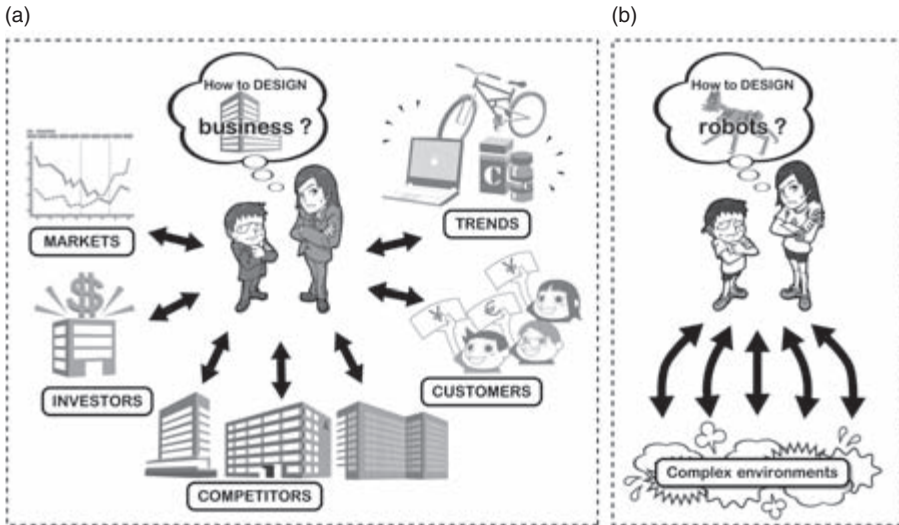 (a)
How to DESIGN
business ?
MARKETS
TRENDS
C
INVESTORS
$
¥
€
¥
CUSTOMERS
COMPETITORS
(b)
How to DESIGN
robots ?
Complex environments